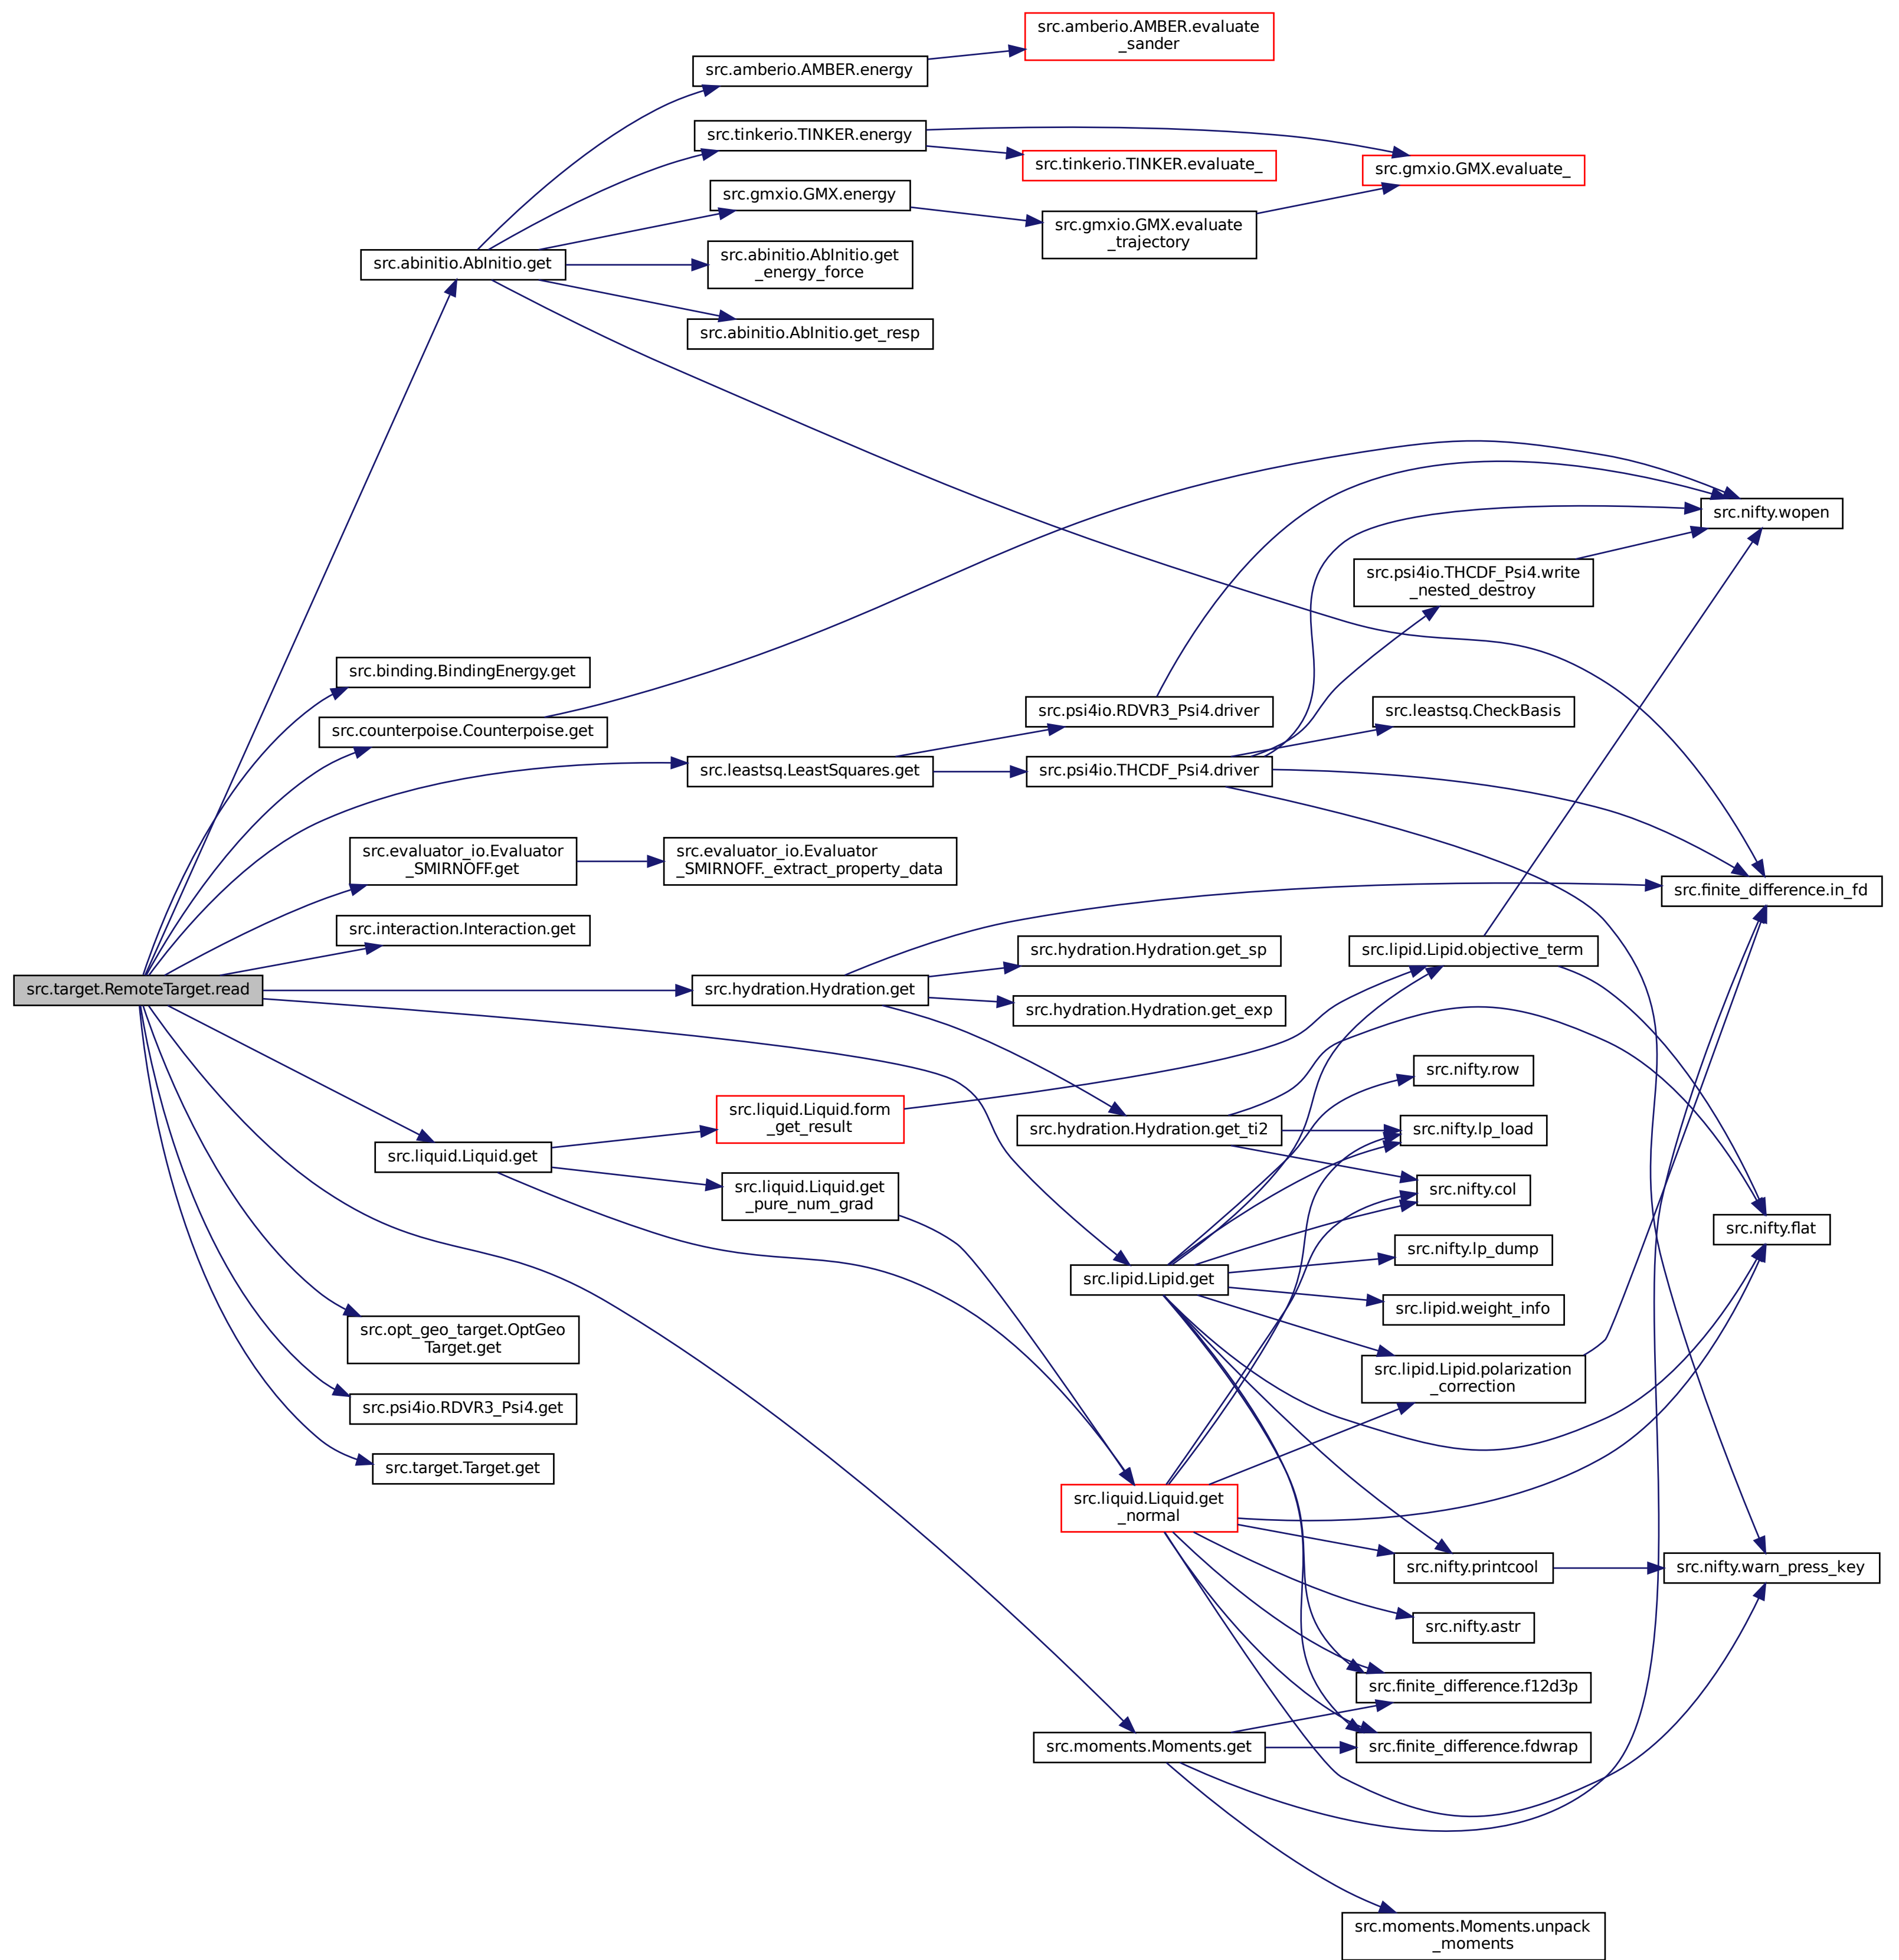 src.amberio.AMBER.evaluate
_sander
src.amberio.AMBER.energy
src.tinkerio.TINKER.energy
src.tinkerio.TINKER.evaluate_
src.gmxio.GMX.evaluate_
src.gmxio.GMX.energy
src.gmxio.GMX.evaluate
_trajectory
src.abinitio.AbInitio.get
src.abinitio.AbInitio.get
_energy_force
src.abinitio.AbInitio.get_resp
src.nifty.wopen
src.psi4io.THCDF_Psi4.write
_nested_destroy
src.binding.BindingEnergy.get
src.counterpoise.Counterpoise.get
src.psi4io.RDVR3_Psi4.driver
src.leastsq.CheckBasis
src.leastsq.LeastSquares.get
src.psi4io.THCDF_Psi4.driver
src.evaluator_io.Evaluator
_SMIRNOFF.get
src.evaluator_io.Evaluator
_SMIRNOFF._extract_property_data
src.finite_difference.in_fd
src.interaction.Interaction.get
src.hydration.Hydration.get_sp
src.lipid.Lipid.objective_term
src.target.RemoteTarget.read
src.hydration.Hydration.get
src.hydration.Hydration.get_exp
src.nifty.row
src.liquid.Liquid.form
_get_result
src.hydration.Hydration.get_ti2
src.nifty.lp_load
src.liquid.Liquid.get
src.liquid.Liquid.get
_pure_num_grad
src.nifty.col
src.nifty.flat
src.nifty.lp_dump
src.lipid.Lipid.get
src.lipid.weight_info
src.opt_geo_target.OptGeo
Target.get
src.lipid.Lipid.polarization
_correction
src.psi4io.RDVR3_Psi4.get
src.target.Target.get
src.liquid.Liquid.get
_normal
src.nifty.printcool
src.nifty.warn_press_key
src.nifty.astr
src.finite_difference.f12d3p
src.moments.Moments.get
src.finite_difference.fdwrap
src.moments.Moments.unpack
_moments